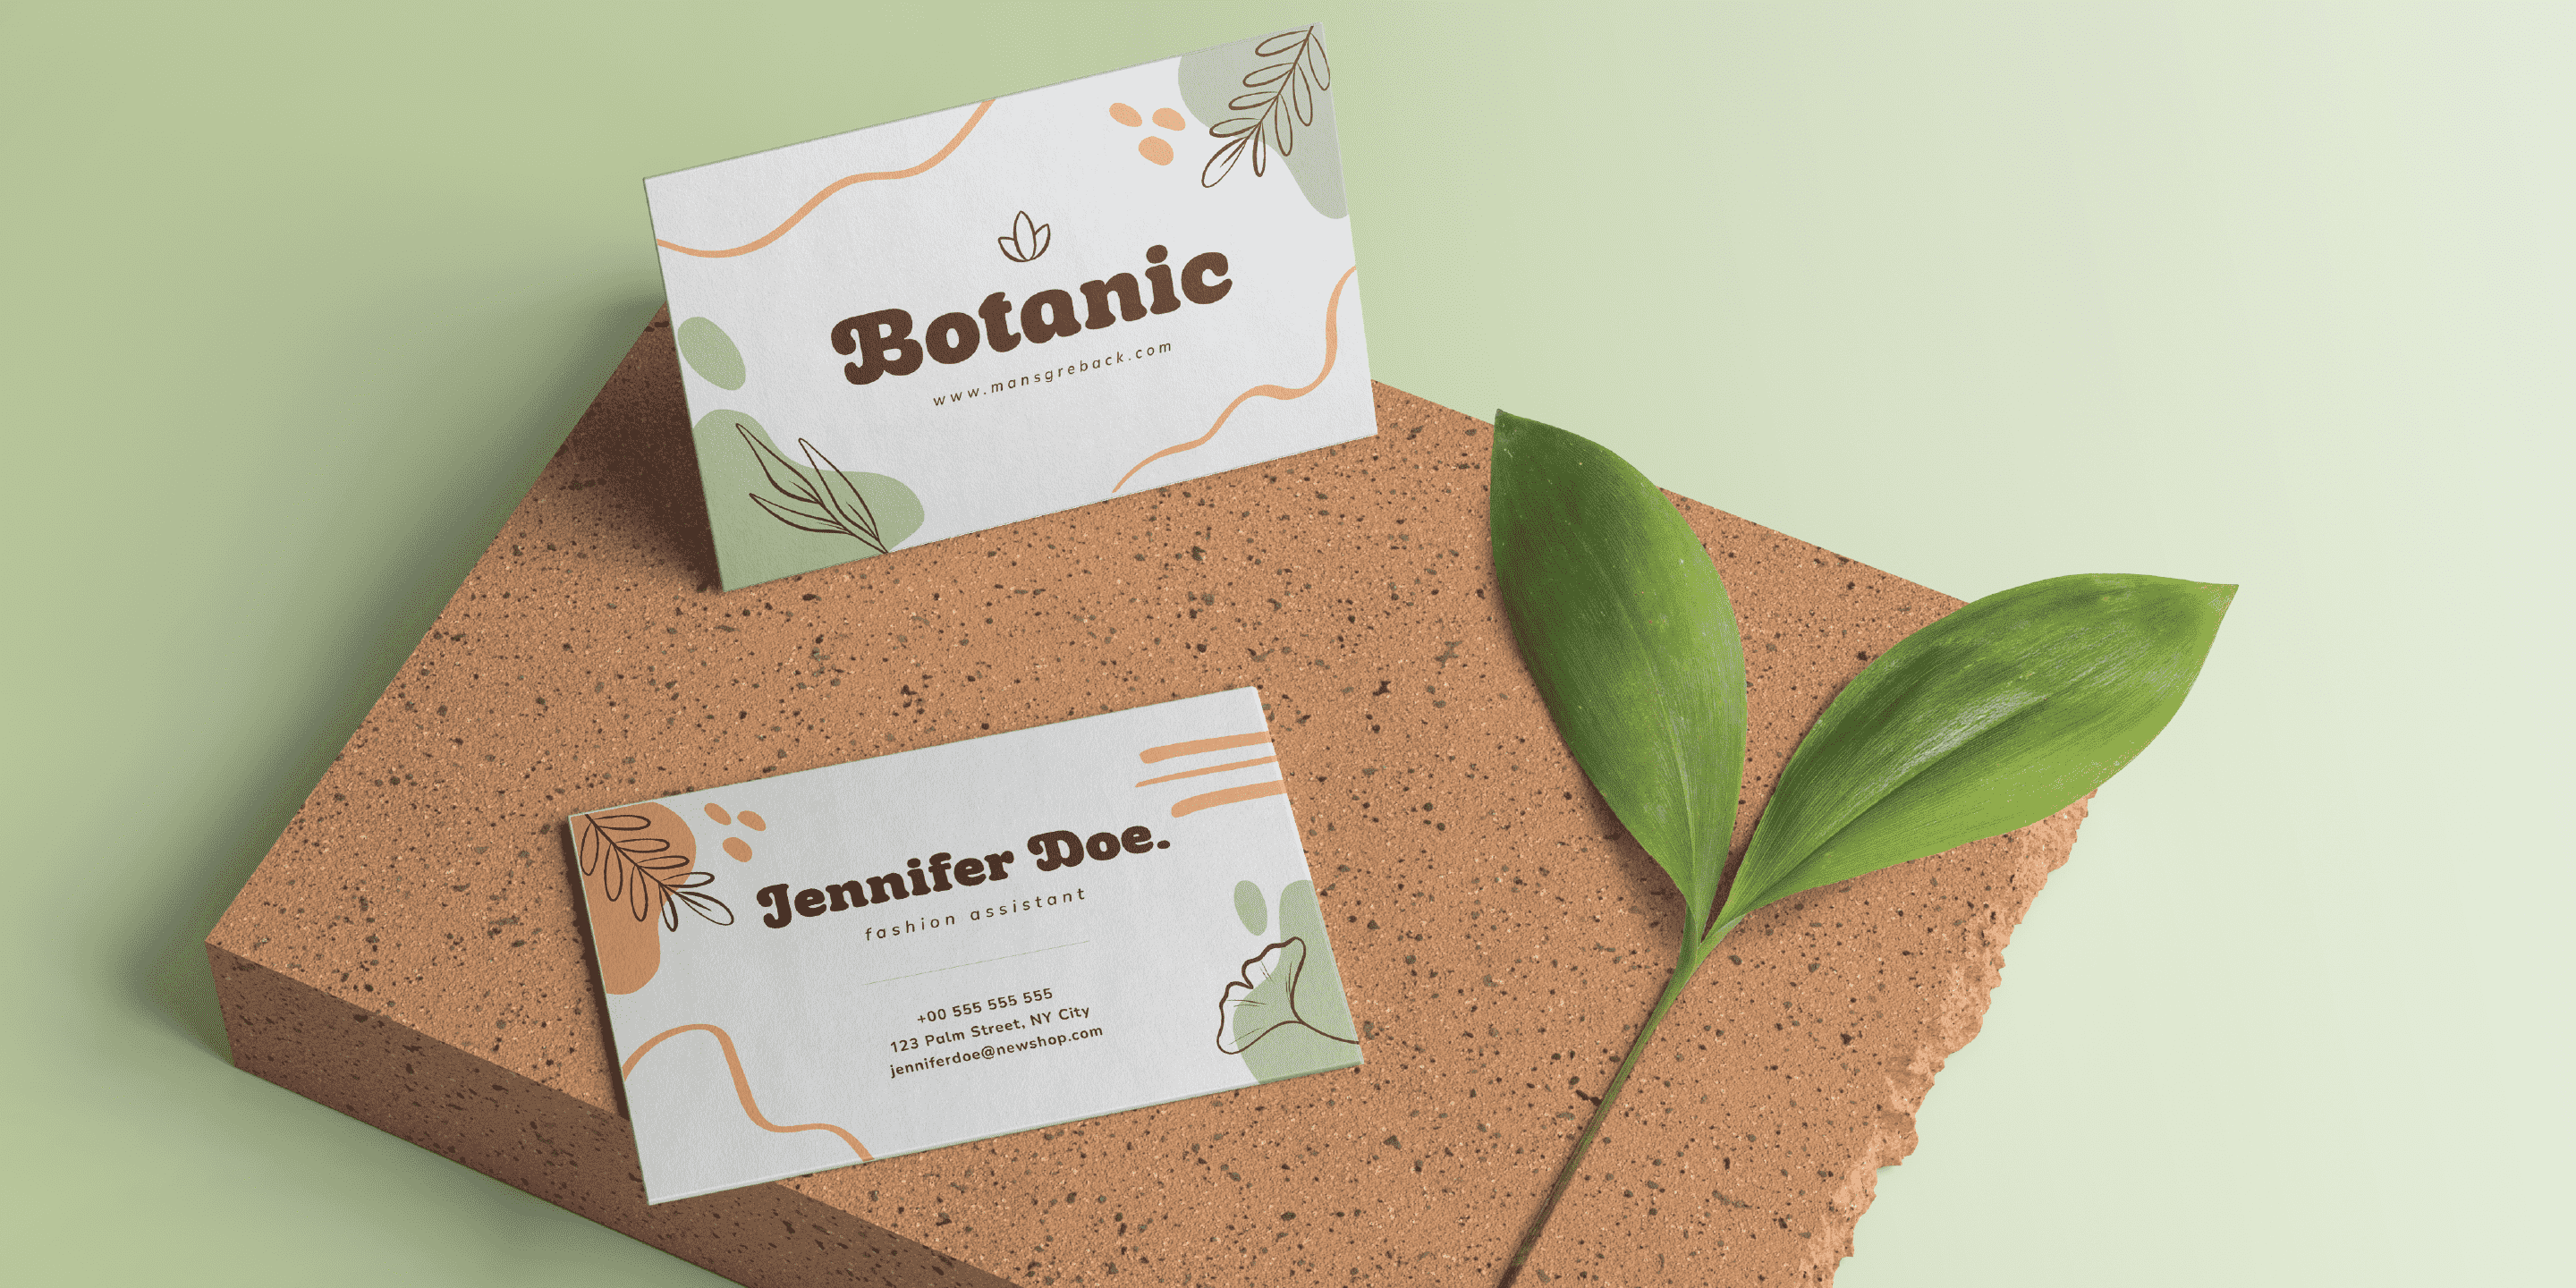 Botanic
www.mansgreback.com
Jennifer Doe.
fashion assistant
+00 555 555 555
123 Palm Street, NY City
jenniferdoe@newshop.com